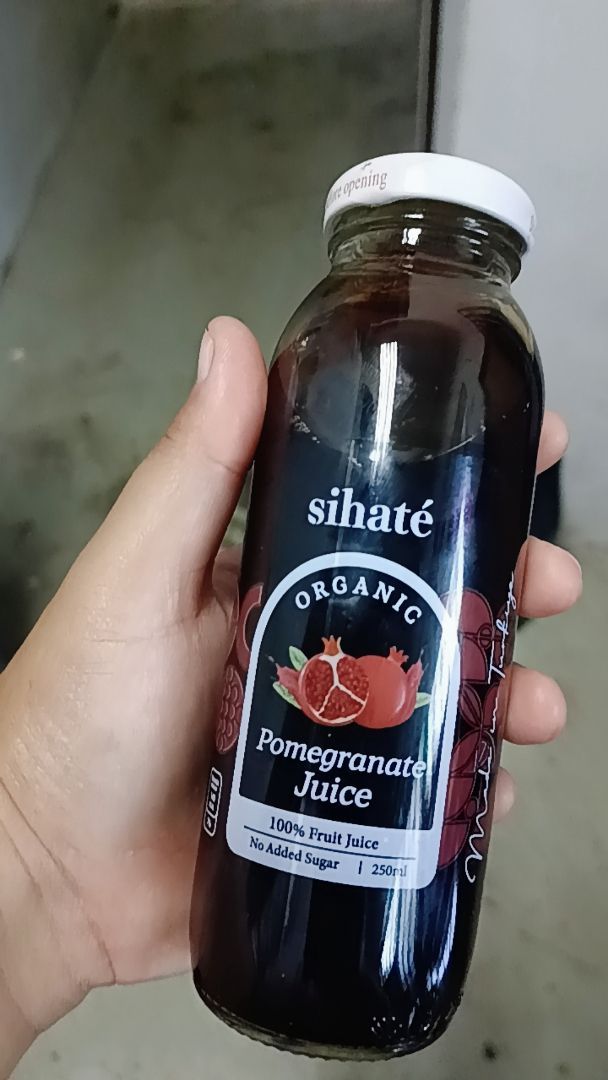 opening
sihaté
ORGANIC
Pomegranate
Juice
100% Fruit Juice
No Added Sugar | 250ml